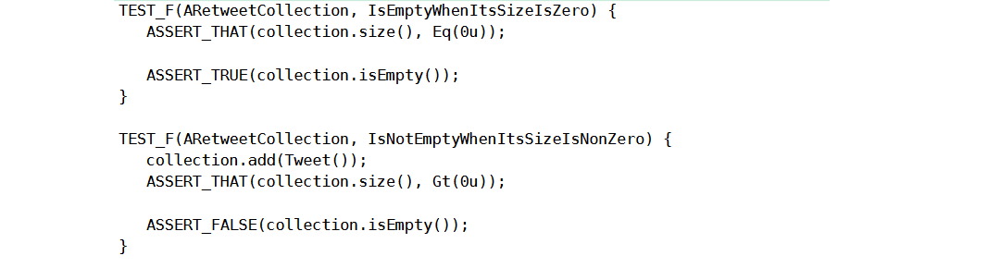 TEST_F(ARetweetCollection, IsEmptyWhenItsSizeIsZero) {
ASSERT_THAT(collection.size(), Eq(0u));
ASSERT_TRUE(collection.isEmpty());
}
TEST_F(ARetweetCollection, IsNotEmptyWhenItsSizeIsNonZero) {
collection.add(Tweet());
ASSERT_THAT(collection.size(), Gt(0u));
ASSERT_FALSE(collection.isEmpty());
}